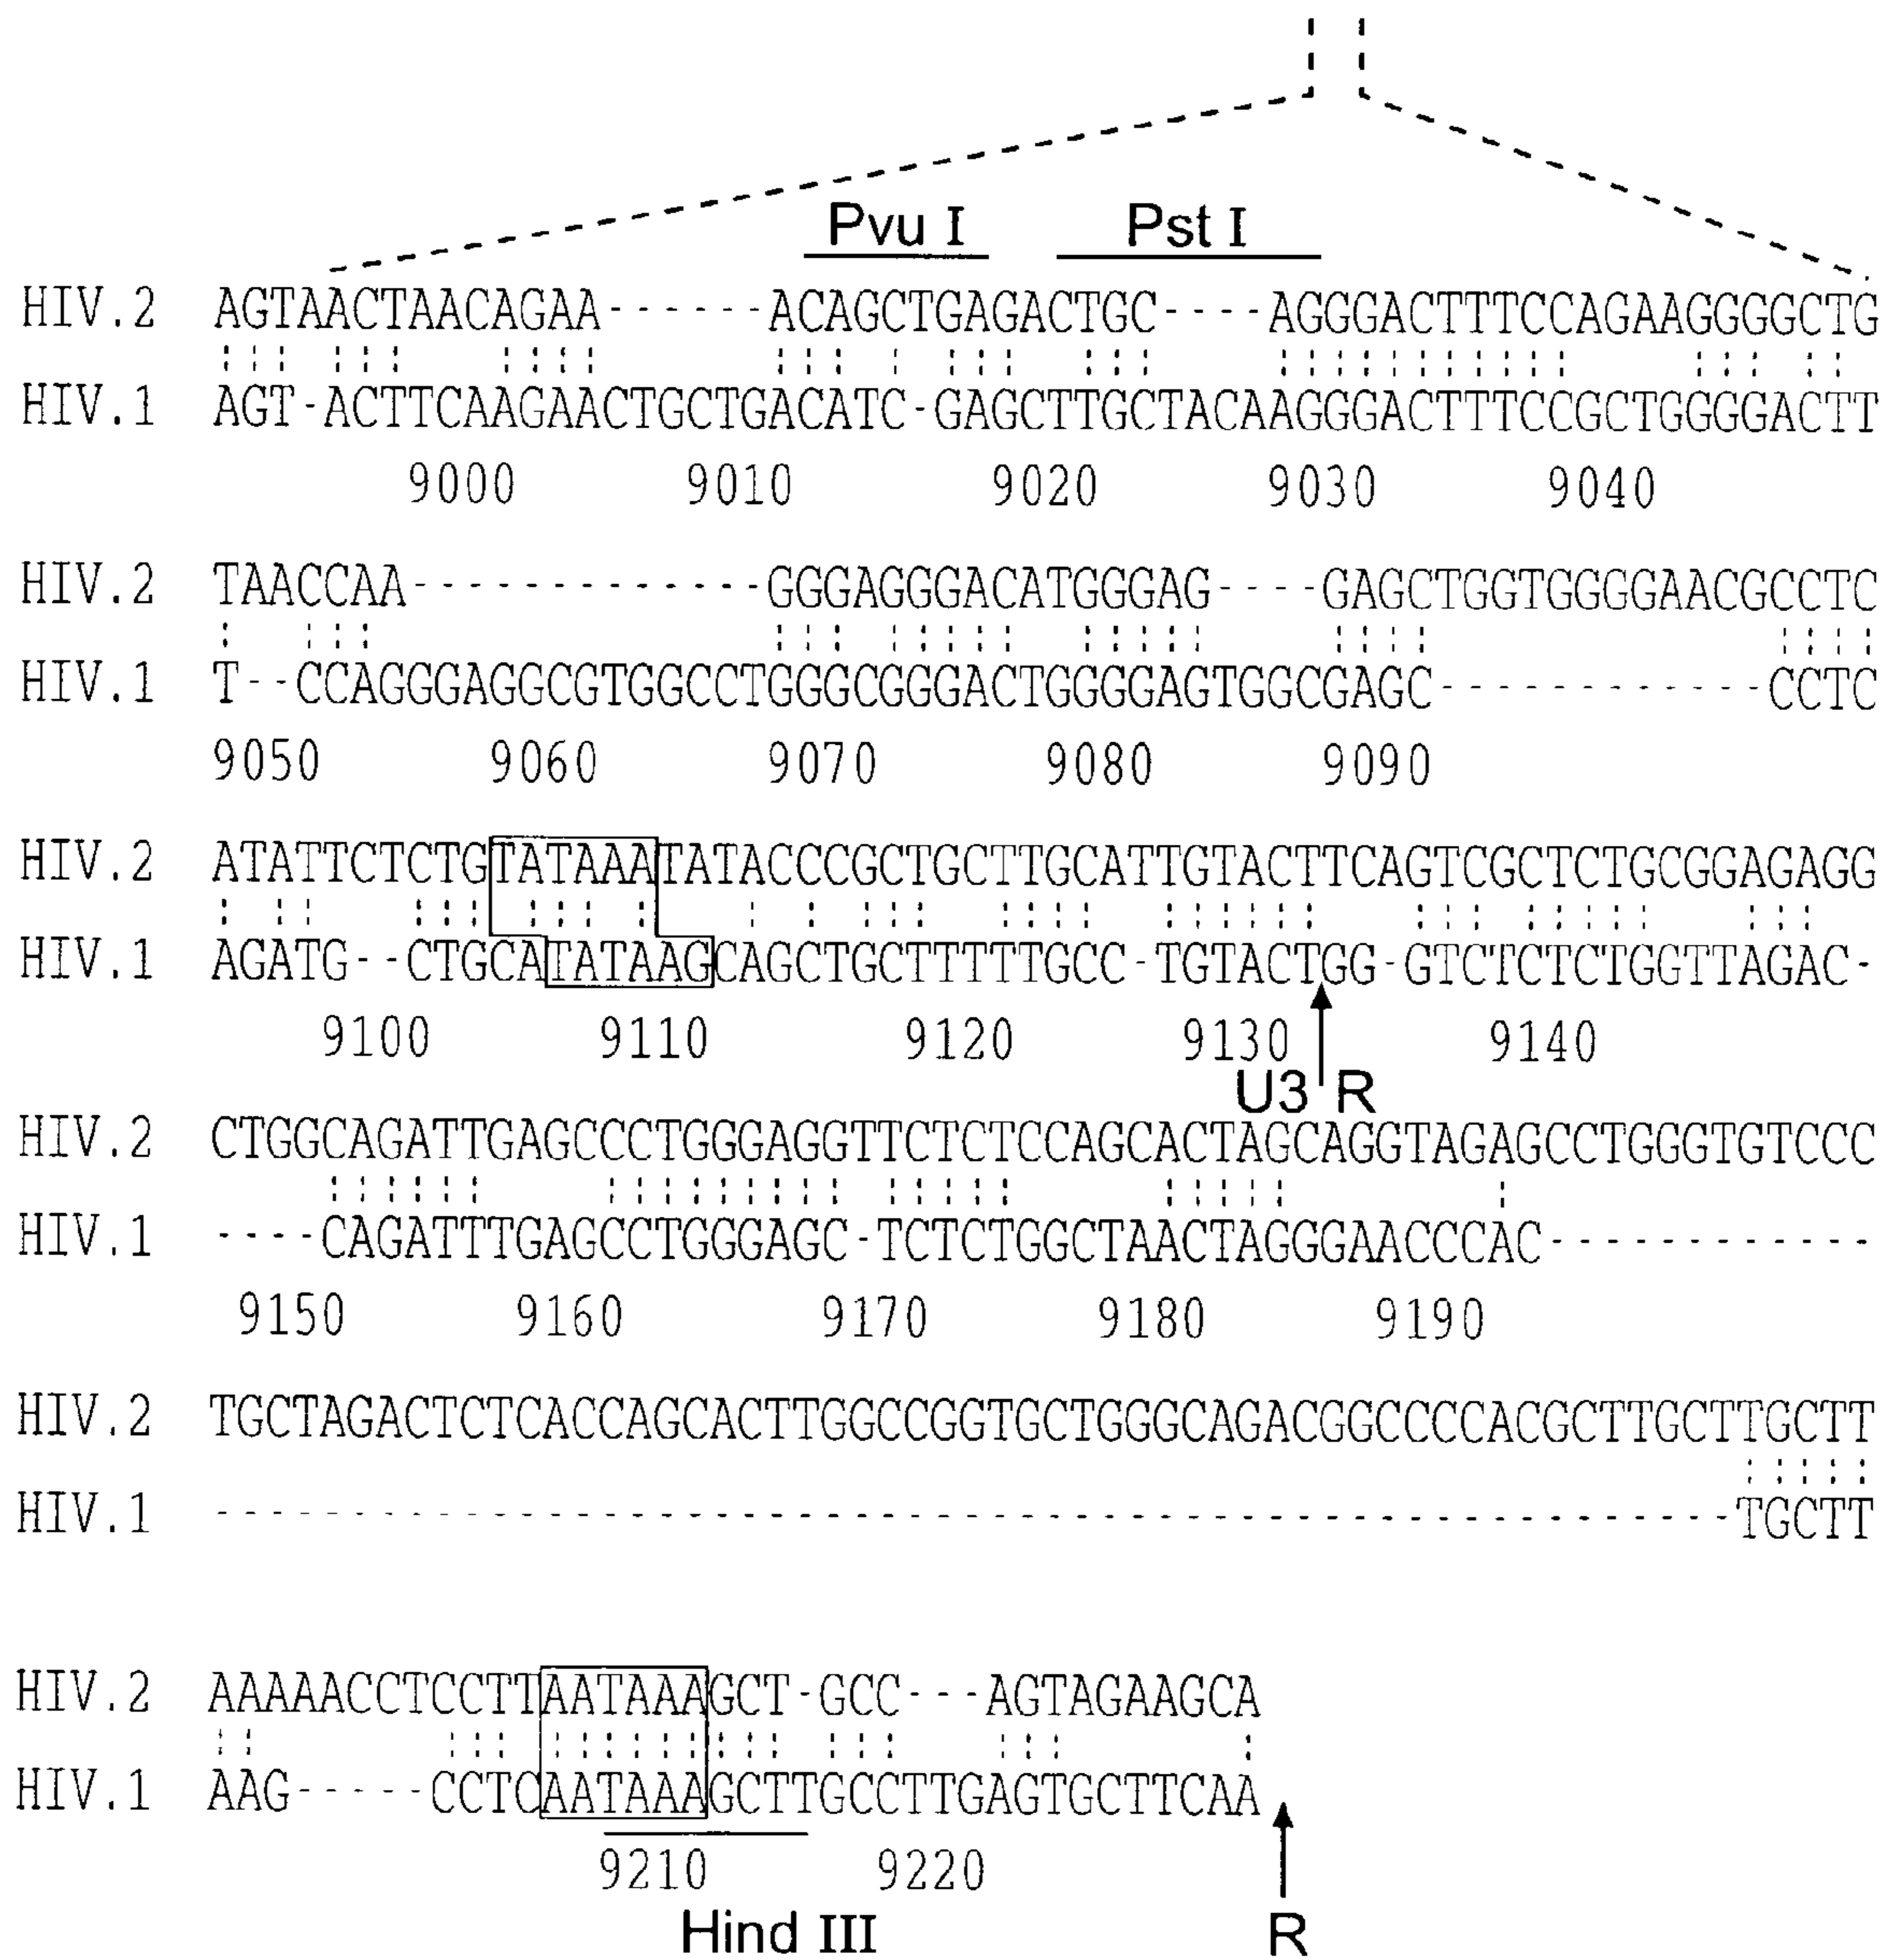 Pvu I Pst I
HIV.2 AGTAACTAACAGAA------ACAGCTGAGACTGC----AGGGACTTTCCAGAAGGGGCTG
HIV.1 AGT-ACTTCAAGAACTGCTGACATC-GAGCTTGCTACAAGGGACTTTCCGCTGGGGACTT
9000 9010 9020 9030 9040
HIV.2 TAACCAA-------------GGGAGGGACATGGGAG----GAGCTGGTGGGGAACGCCTC
HIV.1 T--CCAGGGAGGCGTGGCCTGGGCGGGACTGGGGAGTGGCGAGC------------CCTC
9050 9060 9070 9080 9090
HIV.2 ATATTCTCTGTATAAATATACCCGCTGCTTGCATTGTACTTCAGTCGCTCTGCGGAGAGG
HIV.1 AGATG--CTGCATATAAGCAGCTGCTTTTTGCC-TGTACTGG-GTCTCTCTGGTTAGAC-
9100 9110 9120 9130 9140
U3 R
HIV.2 CTGGCAGATTGAGCCCTGGGAGGTTCTCTCCAGCACTAGCAGGTAGAGCCTGGGTGTCCC
HIV.1 ----CAGATTTGAGCCTGGGAGC-TCTCTGGCTAACTAGGGAACCCAC------------
9150 9160 9170 9180 9190
HIV.2 TGCTAGACTCTCACCAGCACTTGGCCGGTGCTGGGCAGACGGCCCCACGCTTGCTTGCTT
HIV.1 -------------------------------------------------------TGCTT
HIV.2 AAAAACCTCCTTAATAAAGCT-GCC---AGTAGAAGCA
HIV.1 AAG-----CCTCAATAAAGCTTGCCTTGAGTGCTTCAA
9210 9220
Hind III R